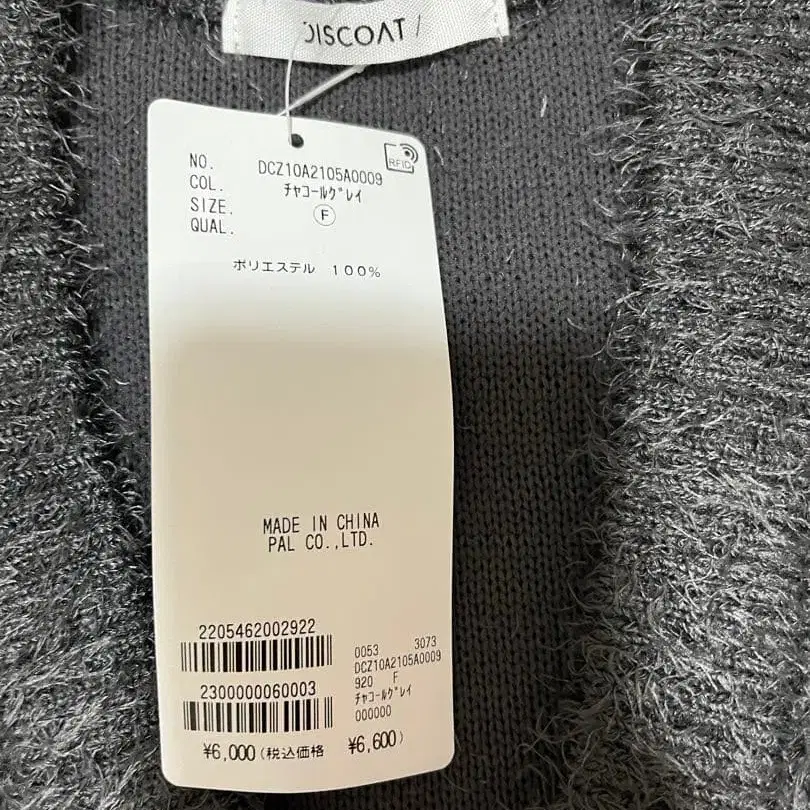 DISCOAT /
RFID
NO. DCZ10A2105A0009
COL. ﾁｬｺｰﾙｸﾞﾚｲ
SIZE. F
QUAL.
ポリエステル 100%
MADE IN CHINA
PAL CO.,LTD.
2205462002922
0053 3073
DCZ10A2105A0009
920 F
ﾁｬｺｰﾙｸﾞﾚｲ
000000
2300000060003
¥6,000(税込価格 ¥6,600)